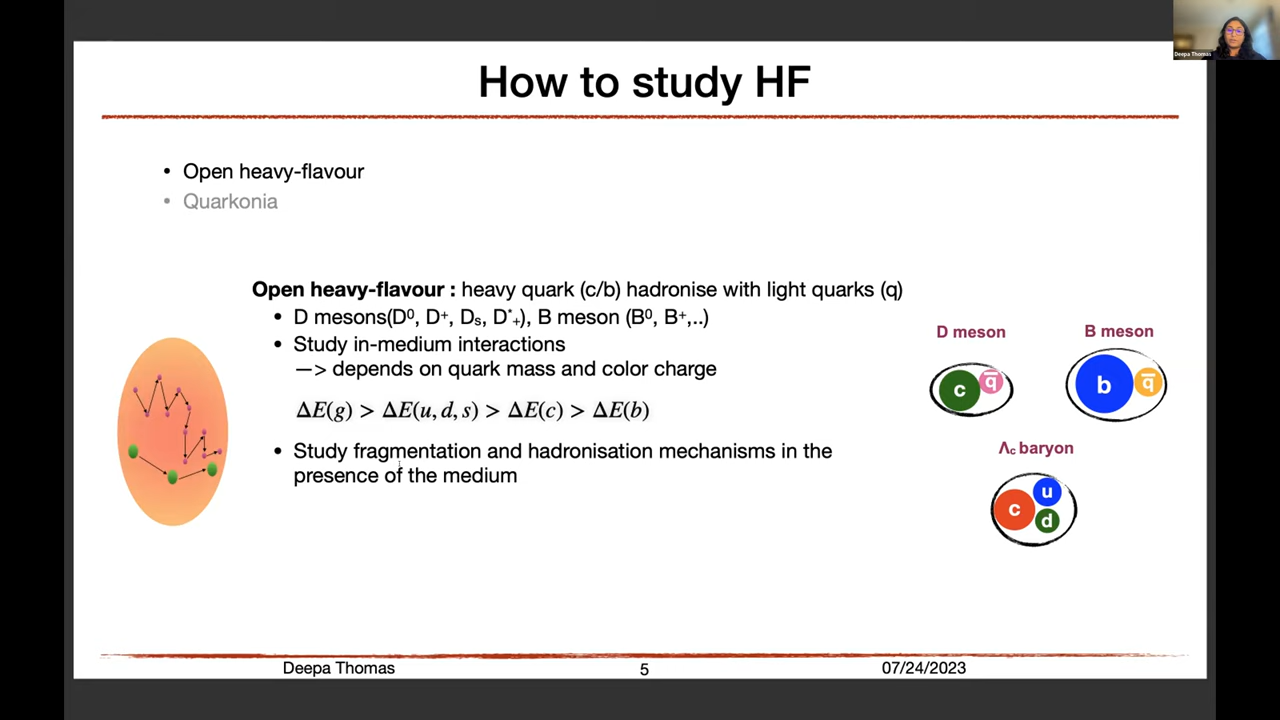 Deepa Thomas
How to study HF
• Open heavy-flavour
• Quarkonia
Open heavy-flavour : heavy quark (c/b) hadronise with light quarks (q)
• D mesons(D⁰, D⁺, Dₛ, D*₊), B meson (B⁰, B⁺,..)
• Study in-medium interactions
—> depends on quark mass and color charge
ΔE(g) > ΔE(u, d, s) > ΔE(c) > ΔE(b)
• Study fragmentation and hadronisation mechanisms in the
presence of the medium
D meson
c q̅
B meson
b q̅
Λc baryon
c u d
Deepa Thomas
5
07/24/2023